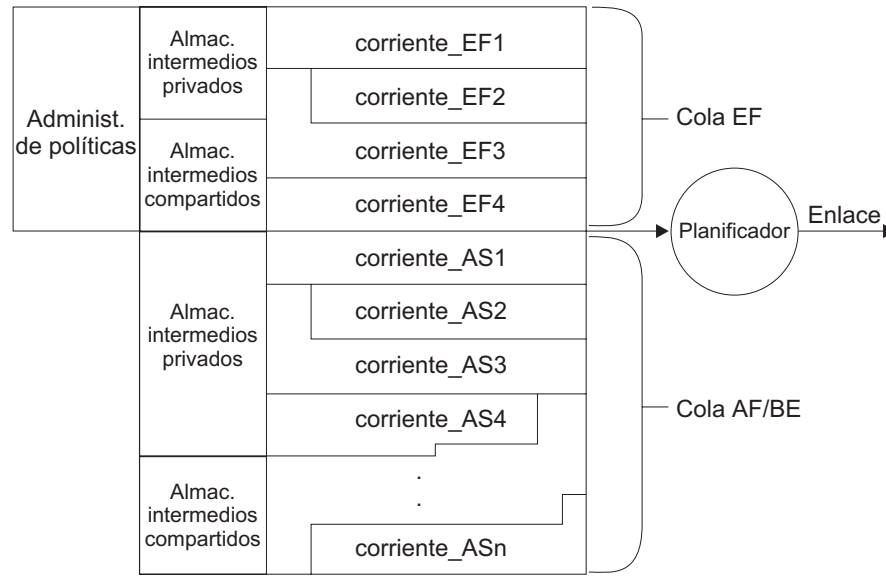 Administ.
de políticas
Almac.
intermedios
privados
Almac.
intermedios
compartidos
corriente_EF1
corriente_EF2
corriente_EF3
corriente_EF4
Cola EF
Planificador
Enlace
Almac.
intermedios
privados
Almac.
intermedios
compartidos
corriente_AS1
corriente_AS2
corriente_AS3
corriente_AS4
.
.
corriente_ASn
Cola AF/BE